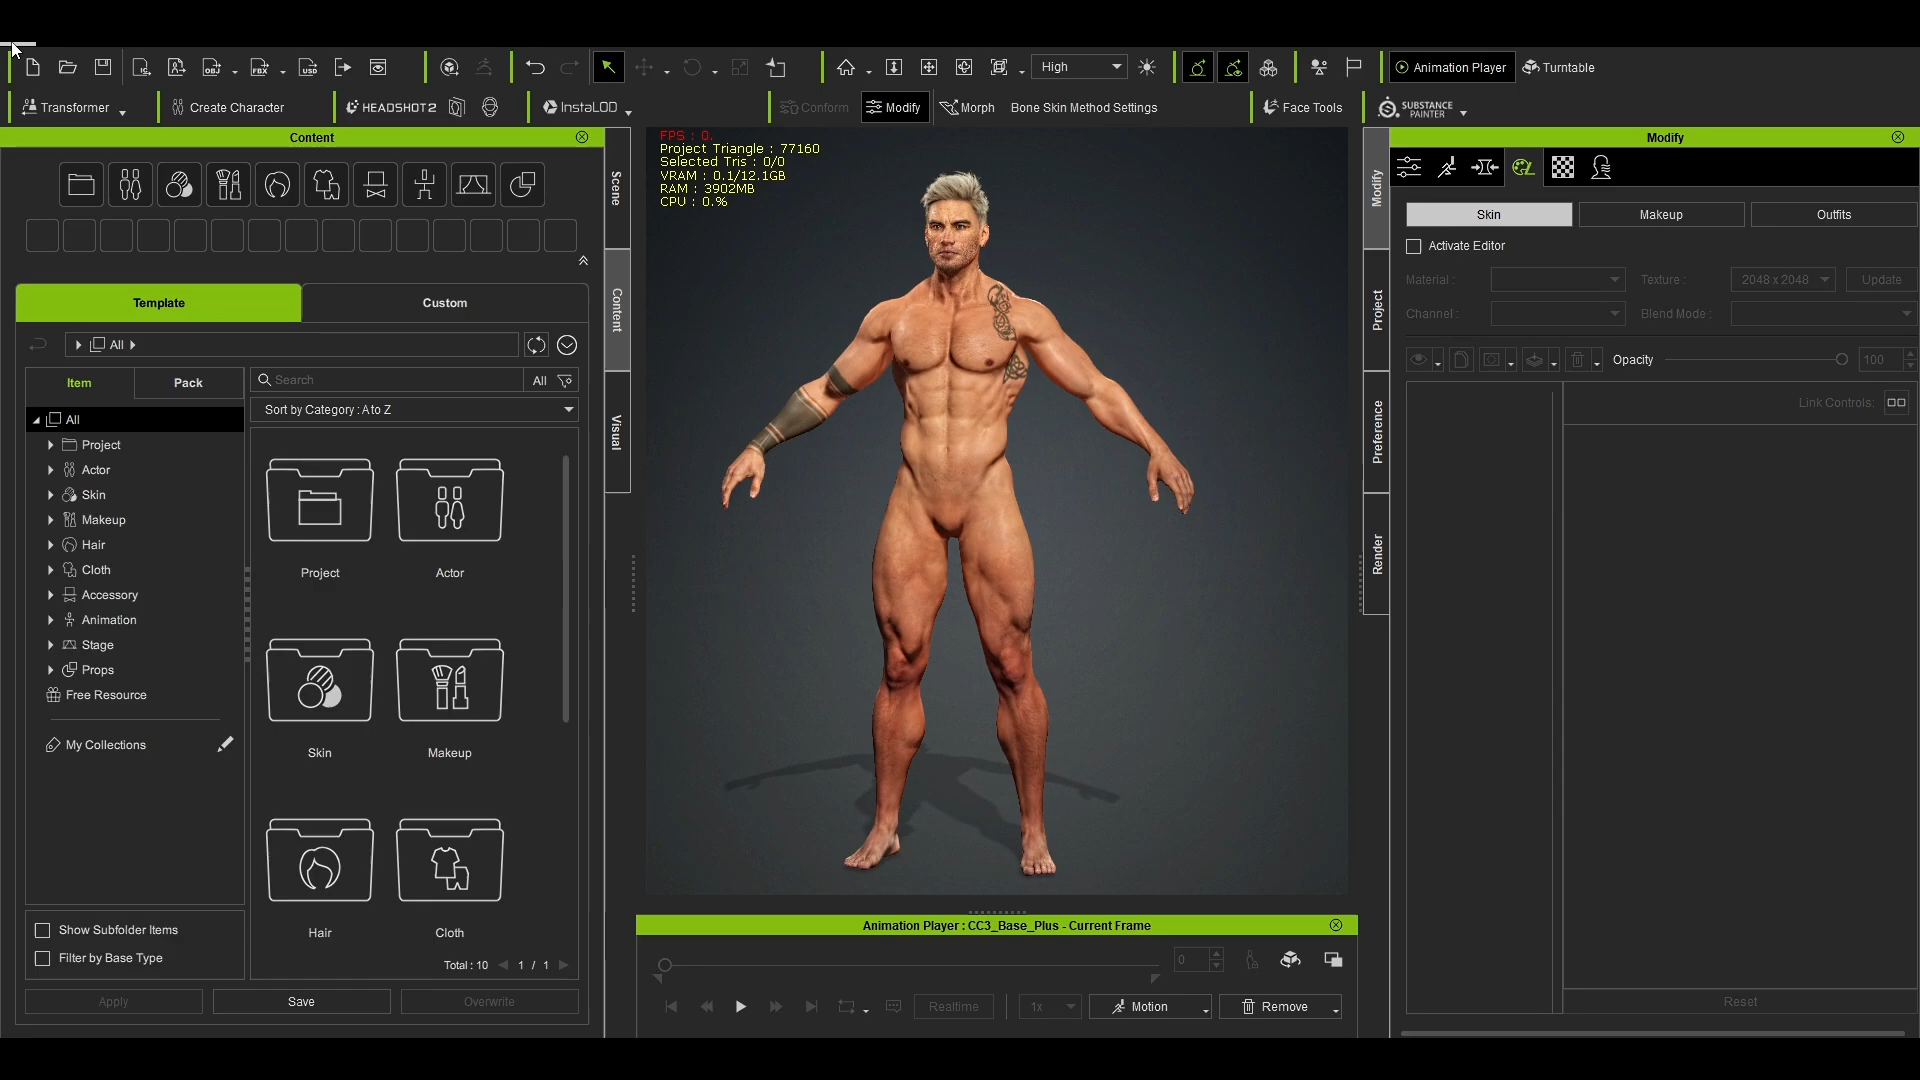 High
Animation Player
Turntable
Transformer
Create Character
HEADSHOT2
InstaLOD
Conform
Modify
Morph
Bone Skin Method Settings
Face Tools
SUBSTANCE
PAINTER
Content
Template
Custom
All
Item
Pack
Search
All
Sort by Category : A to Z
All
Project
Actor
Skin
Makeup
Hair
Cloth
Accessory
Animation
Stage
Props
Free Resource
My Collections
Project
Actor
Skin
Makeup
Hair
Cloth
Show Subfolder Items
Filter by Base Type
Total : 10
1 / 1
Apply
Save
Overwrite
Scene
Content
Visual
FPS : 0.
Project Triangle : 77160
Selected Tris : 0/0
VRAM : 0.1/12.1GB
RAM : 3902MB
CPU : 0.%
Animation Player : CC3_Base_Plus - Current Frame
0
Realtime
1x
Motion
Remove
Modify
Project
Preference
Render
Modify
Skin
Makeup
Outfits
Activate Editor
Material :
Texture :
2048 x 2048
Update
Channel :
Blend Mode :
Opacity
100
Link Controls:
Reset